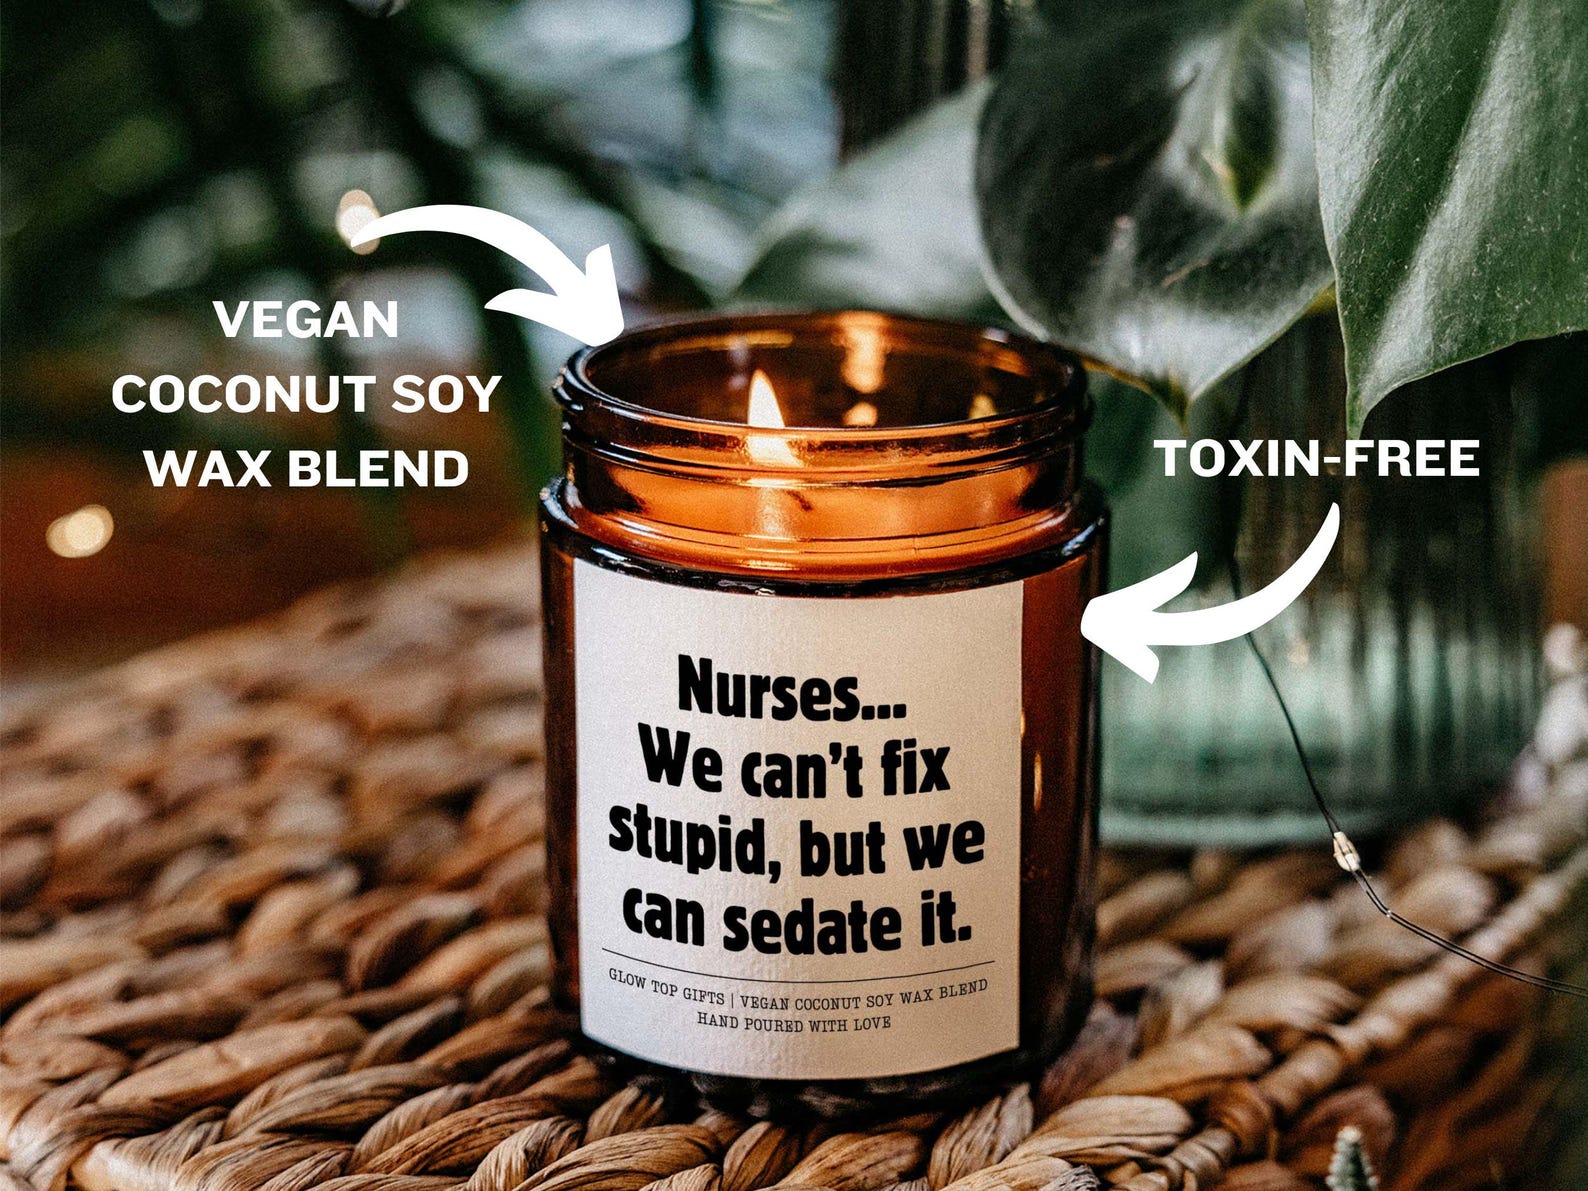 VEGAN
COCONUT SOY
WAX BLEND
TOXIN-FREE
Nurses...
We can't fix
stupid, but we
can sedate it.
GLOW TOP GIFTS | VEGAN COCONUT SOY WAX BLEND
HAND POURED WITH LOVE